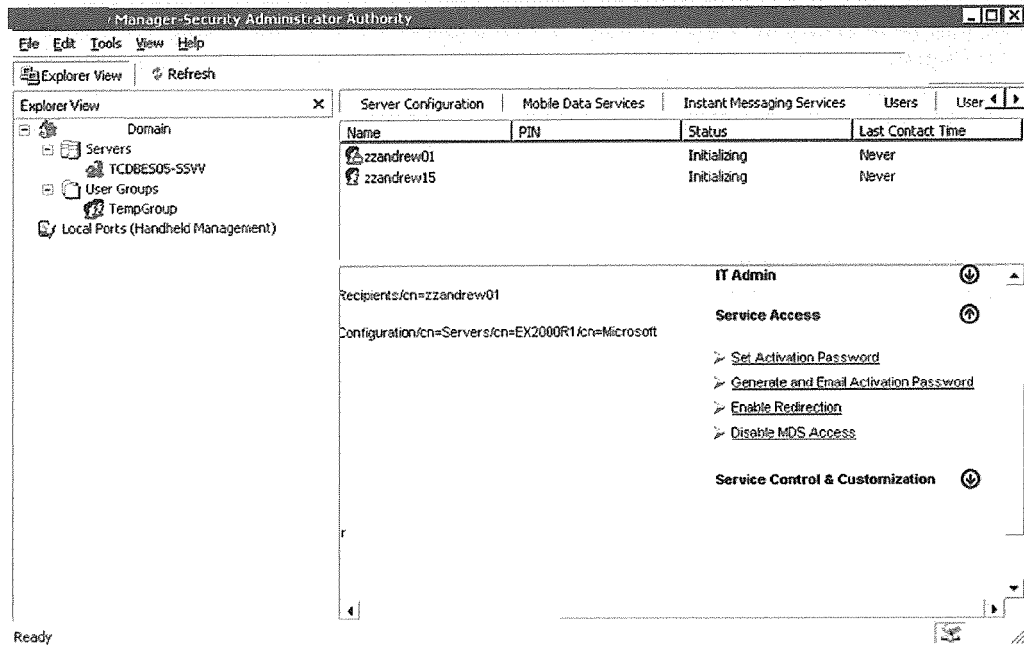 Manager-Security Administrator Authority
File Edit Tools View Help
Explorer View Refresh
Explorer View
Domain
Servers
TCDBES05-SSVV
User Groups
TempGroup
Local Ports (Handheld Management)
Server Configuration Mobile Data Services Instant Messaging Services Users User
Name PIN Status Last Contact Time
zzandrew01 Initializing Never
zzandrew15 Initializing Never
Recipients/cn=zzandrew01
Configuration/cn=Servers/cn=EX2000R1/cn=Microsoft
r
IT Admin
Service Access
Set Activation Password
Generate and Email Activation Password
Enable Redirection
Disable MDS Access
Service Control & Customization
Ready